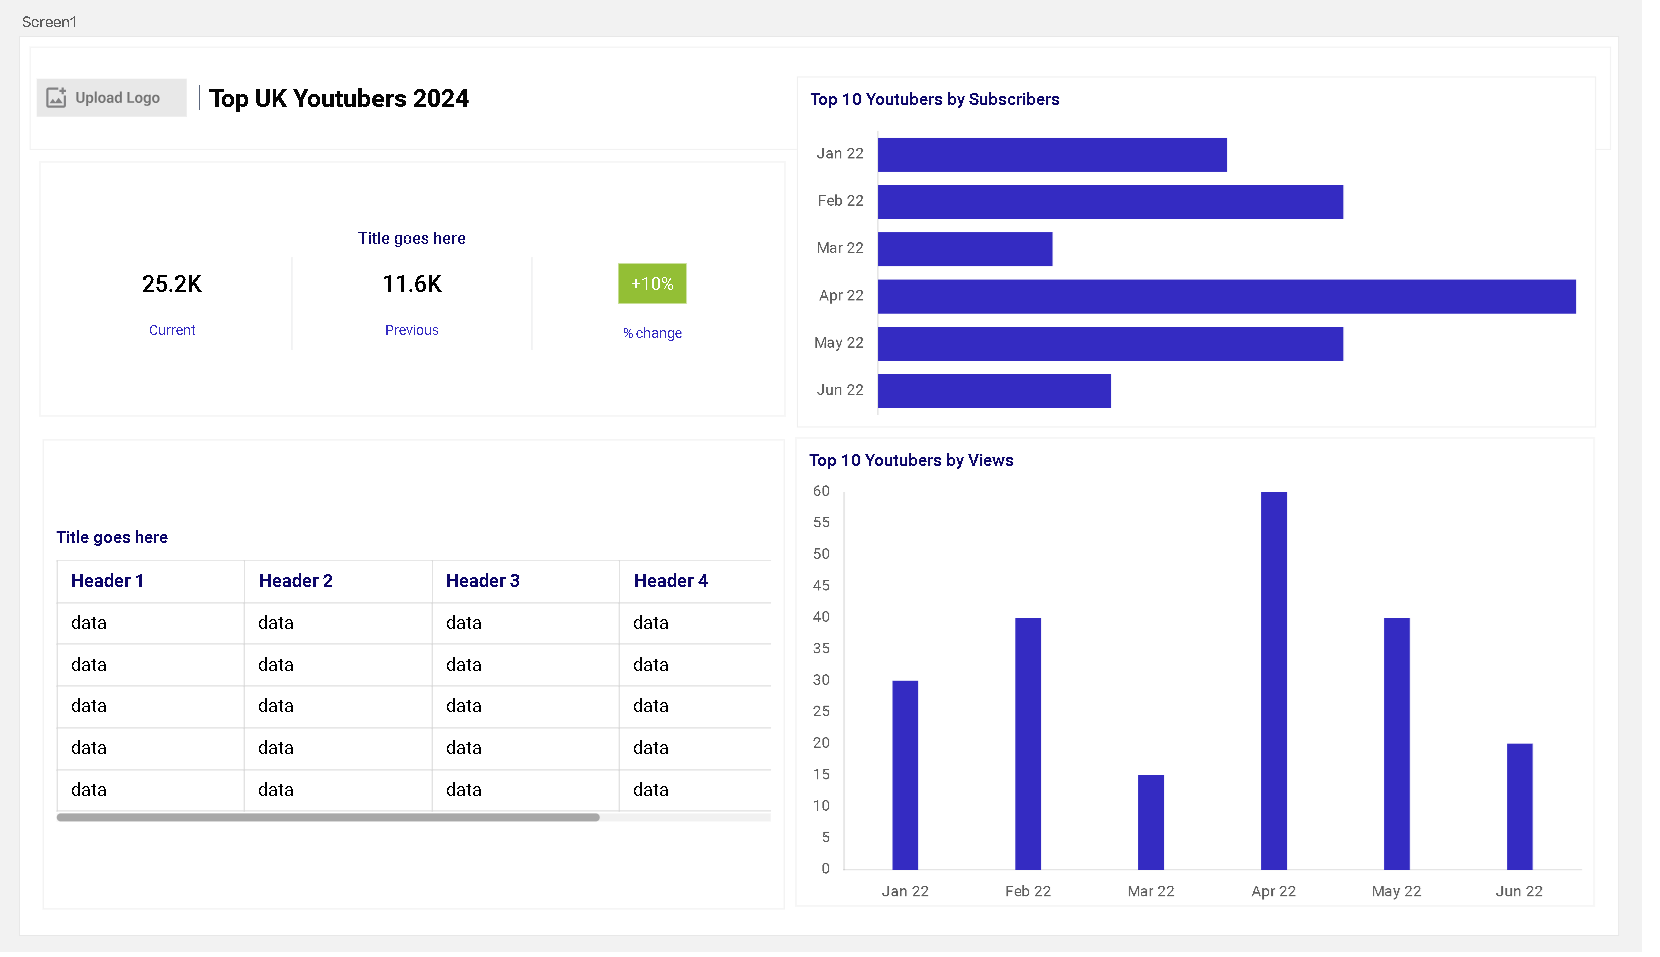 Screen1
Upload Logo
Top UK Youtubers 2024
Title goes here
25.2K 11.6K +10%
Current Previous % change
Top 10 Youtubers by Subscribers
Jan 22
Feb 22
Mar 22
Apr 22
May 22
Jun 22
Title goes here
Header 1 Header 2 Header 3 Header 4
data data data data
data data data data
data data data data
data data data data
data data data data
Top 10 Youtubers by Views
60
55
50
45
40
35
30
25
20
15
10
5
0
Jan 22 Feb 22 Mar 22 Apr 22 May 22 Jun 22